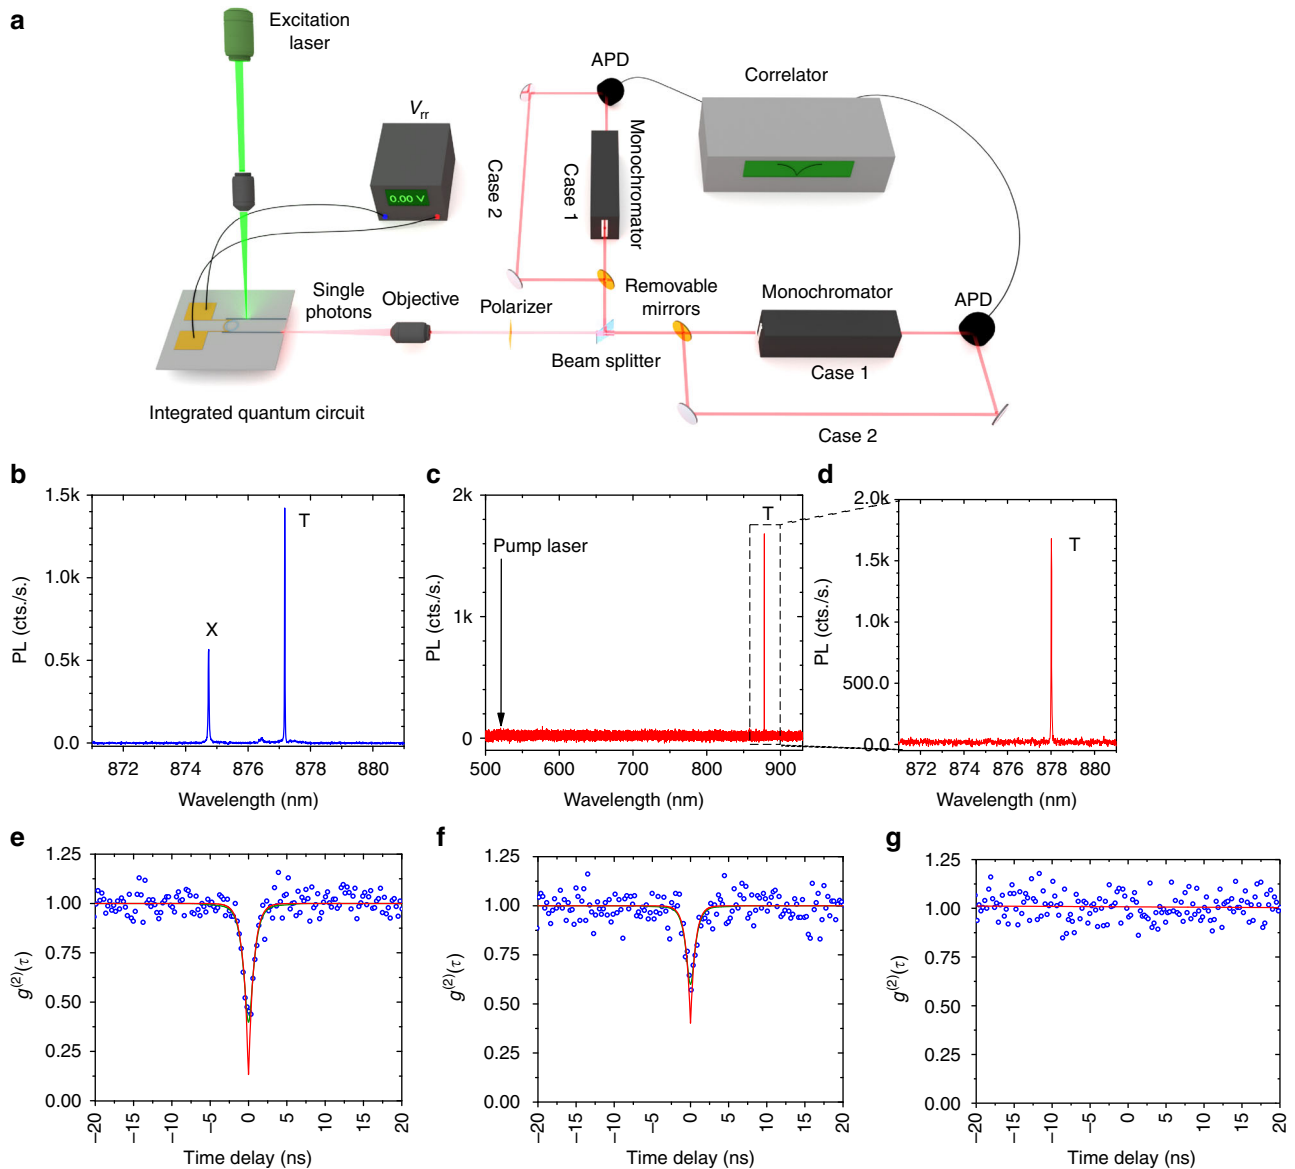 a
Excitation
laser
V_rr
0.00 V
APD
Correlator
Monochromator
Case 1
Case 2
Single
photons
Objective
Polarizer
Removable
mirrors
Monochromator
APD
Beam splitter
Case 1
Integrated quantum circuit
Case 2
b
1.5k
1.0k
0.5k
0.0
PL (cts./s.)
X
T
872 874 876 878 880
Wavelength (nm)
c
2k
1k
0
PL (cts./s.)
Pump laser
T
500 600 700 800 900
Wavelength (nm)
d
2.0k
1.5k
1.0k
500.0
0.0
PL (cts./s.)
T
872 874 876 878 880
Wavelength (nm)
e
1.25
1.00
0.75
0.50
0.25
0.00
g(2)(τ)
−20 −15 −10 −5 0 5 10 15 20
Time delay (ns)
f
1.25
1.00
0.75
0.50
0.25
0.00
g(2)(τ)
−20 −15 −10 −5 0 5 10 15 20
Time delay (ns)
g
1.25
1.00
0.75
0.50
0.25
0.00
g(2)(τ)
−20 −15 −10 −5 0 5 10 15 20
Time delay (ns)